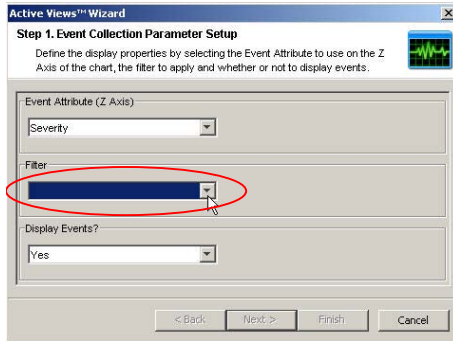 Active Views™ Wizard
Step 1. Event Collection Parameter Setup
Define the display properties by selecting the Event Attribute to use on the Z
Axis of the chart, the filter to apply and whether or not to display events.
Event Attribute (Z Axis)
Severity
Filter
Display Events?
Yes
< Back Next > Finish Cancel